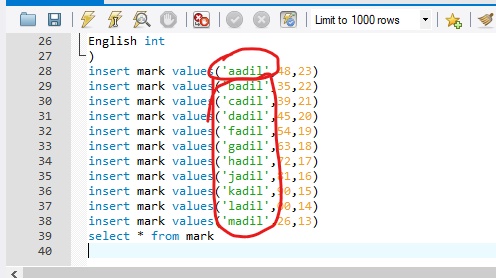 Limit to 1000 rows
26 English int
27 )
28 insert mark values('aadil',48,23)
29 insert mark values('badil',35,22)
30 insert mark values('cadil',39,21)
31 insert mark values('dadil',45,20)
32 insert mark values('fadil',54,19)
33 insert mark values('gadil',63,18)
34 insert mark values('hadil',72,17)
35 insert mark values('jadil',81,16)
36 insert mark values('kadil',90,15)
37 insert mark values('ladil', ,14)
38 insert mark values('madil',26,13)
39 select * from mark
40